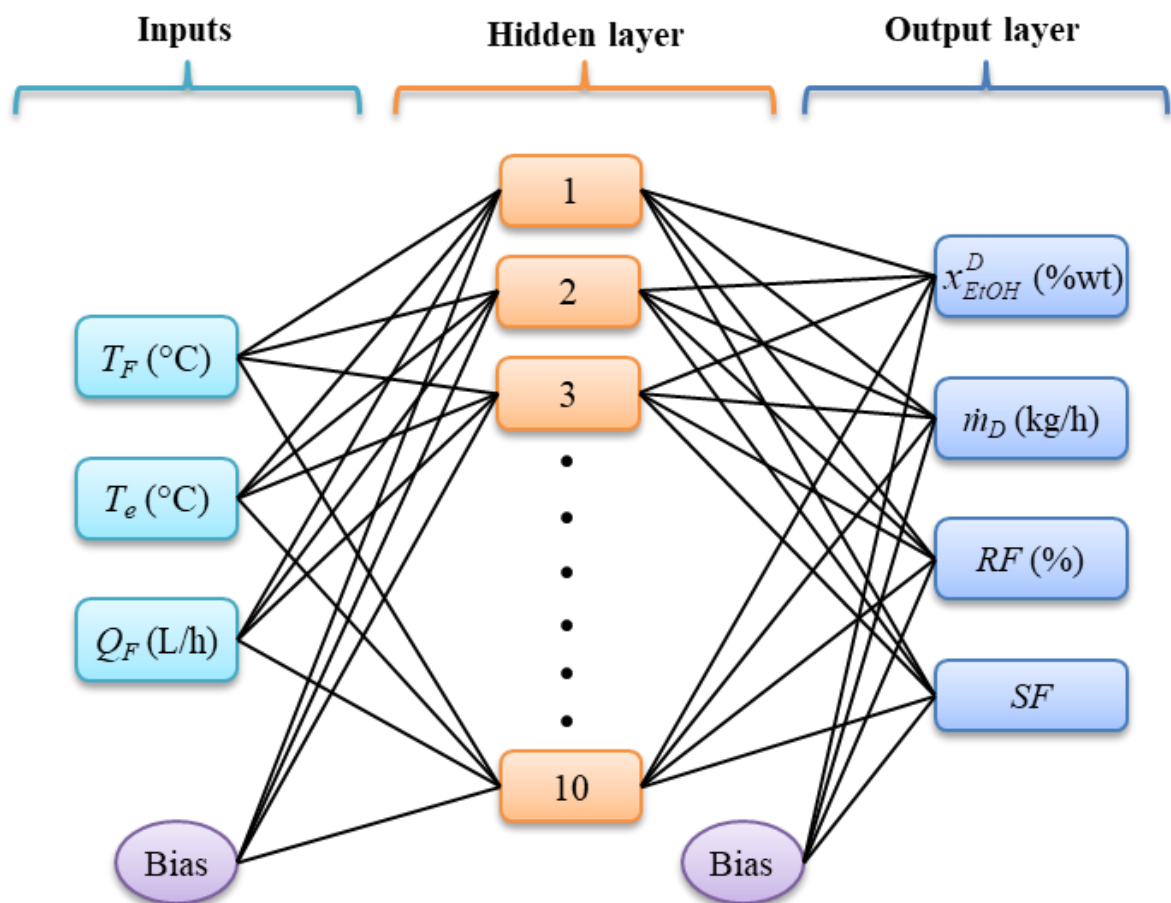 Inputs
Hidden layer
Output layer
1
2
3
10
T_F (°C)
T_e (°C)
Q_F (L/h)
Bias
Bias
x^D_EtOH (%wt)
ṁ_D (kg/h)
RF (%)
SF